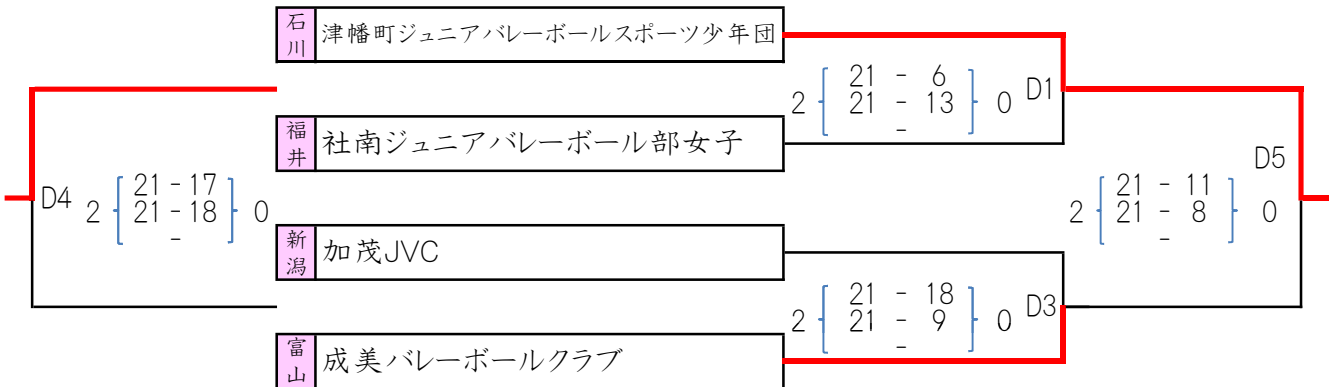 石川 津幡町ジュニアバレーボールスポーツ少年団
福井 社南ジュニアバレーボール部女子
新潟 加茂JVC
富山 成美バレーボールクラブ
D1
2 21 - 6 0
21 - 13
-
D3
2 21 - 18 0
21 - 9
-
D4
2 21 - 17 0
21 - 18
-
D5
2 21 - 11 0
21 - 8
-